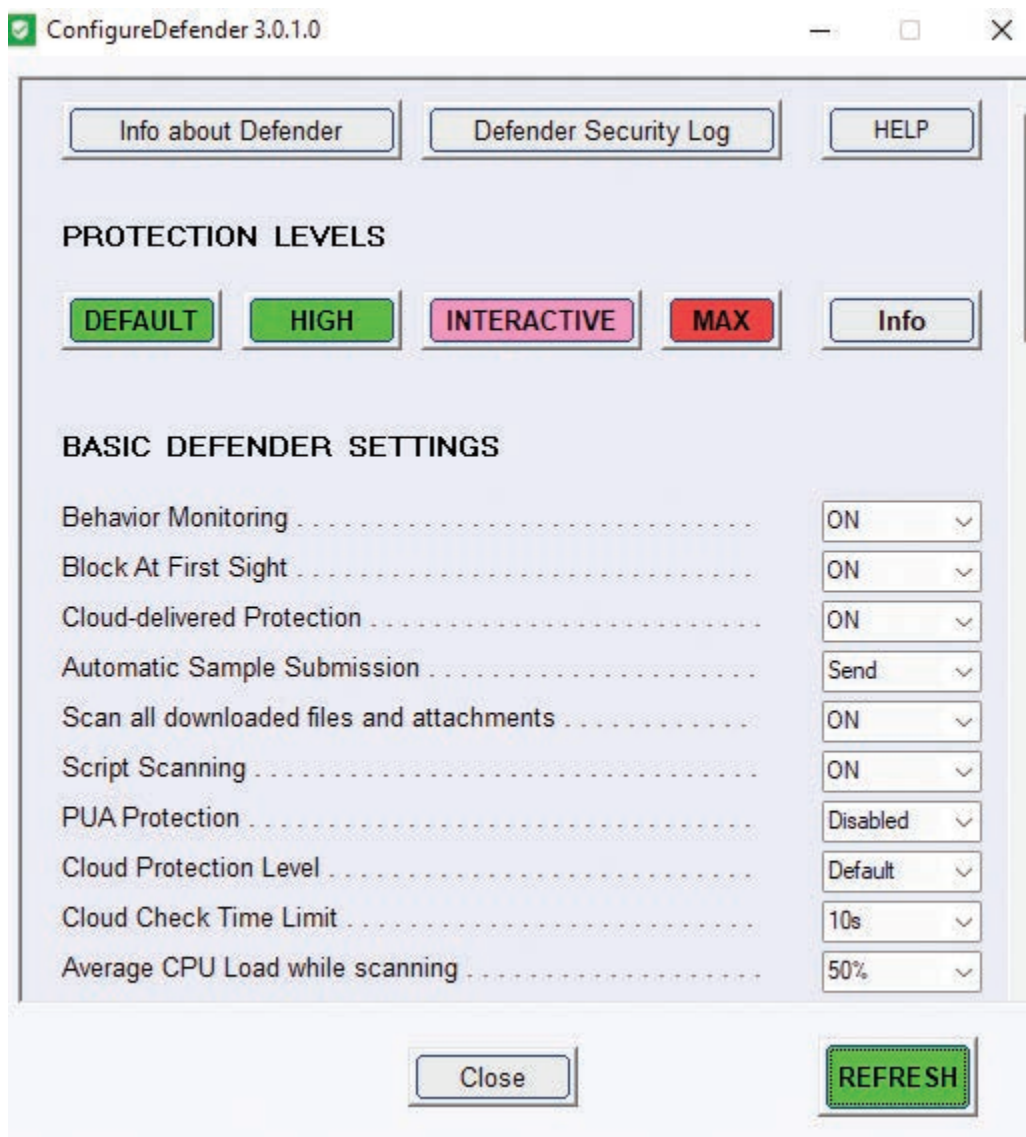 ConfigureDefender 3.0.1.0
Info about Defender Defender Security Log HELP
PROTECTION LEVELS
DEFAULT HIGH INTERACTIVE MAX Info
BASIC DEFENDER SETTINGS
Behavior Monitoring ON
Block At First Sight ON
Cloud-delivered Protection ON
Automatic Sample Submission Send
Scan all downloaded files and attachments ON
Script Scanning ON
PUA Protection Disabled
Cloud Protection Level Default
Cloud Check Time Limit 10s
Average CPU Load while scanning 50%
Close REFRESH